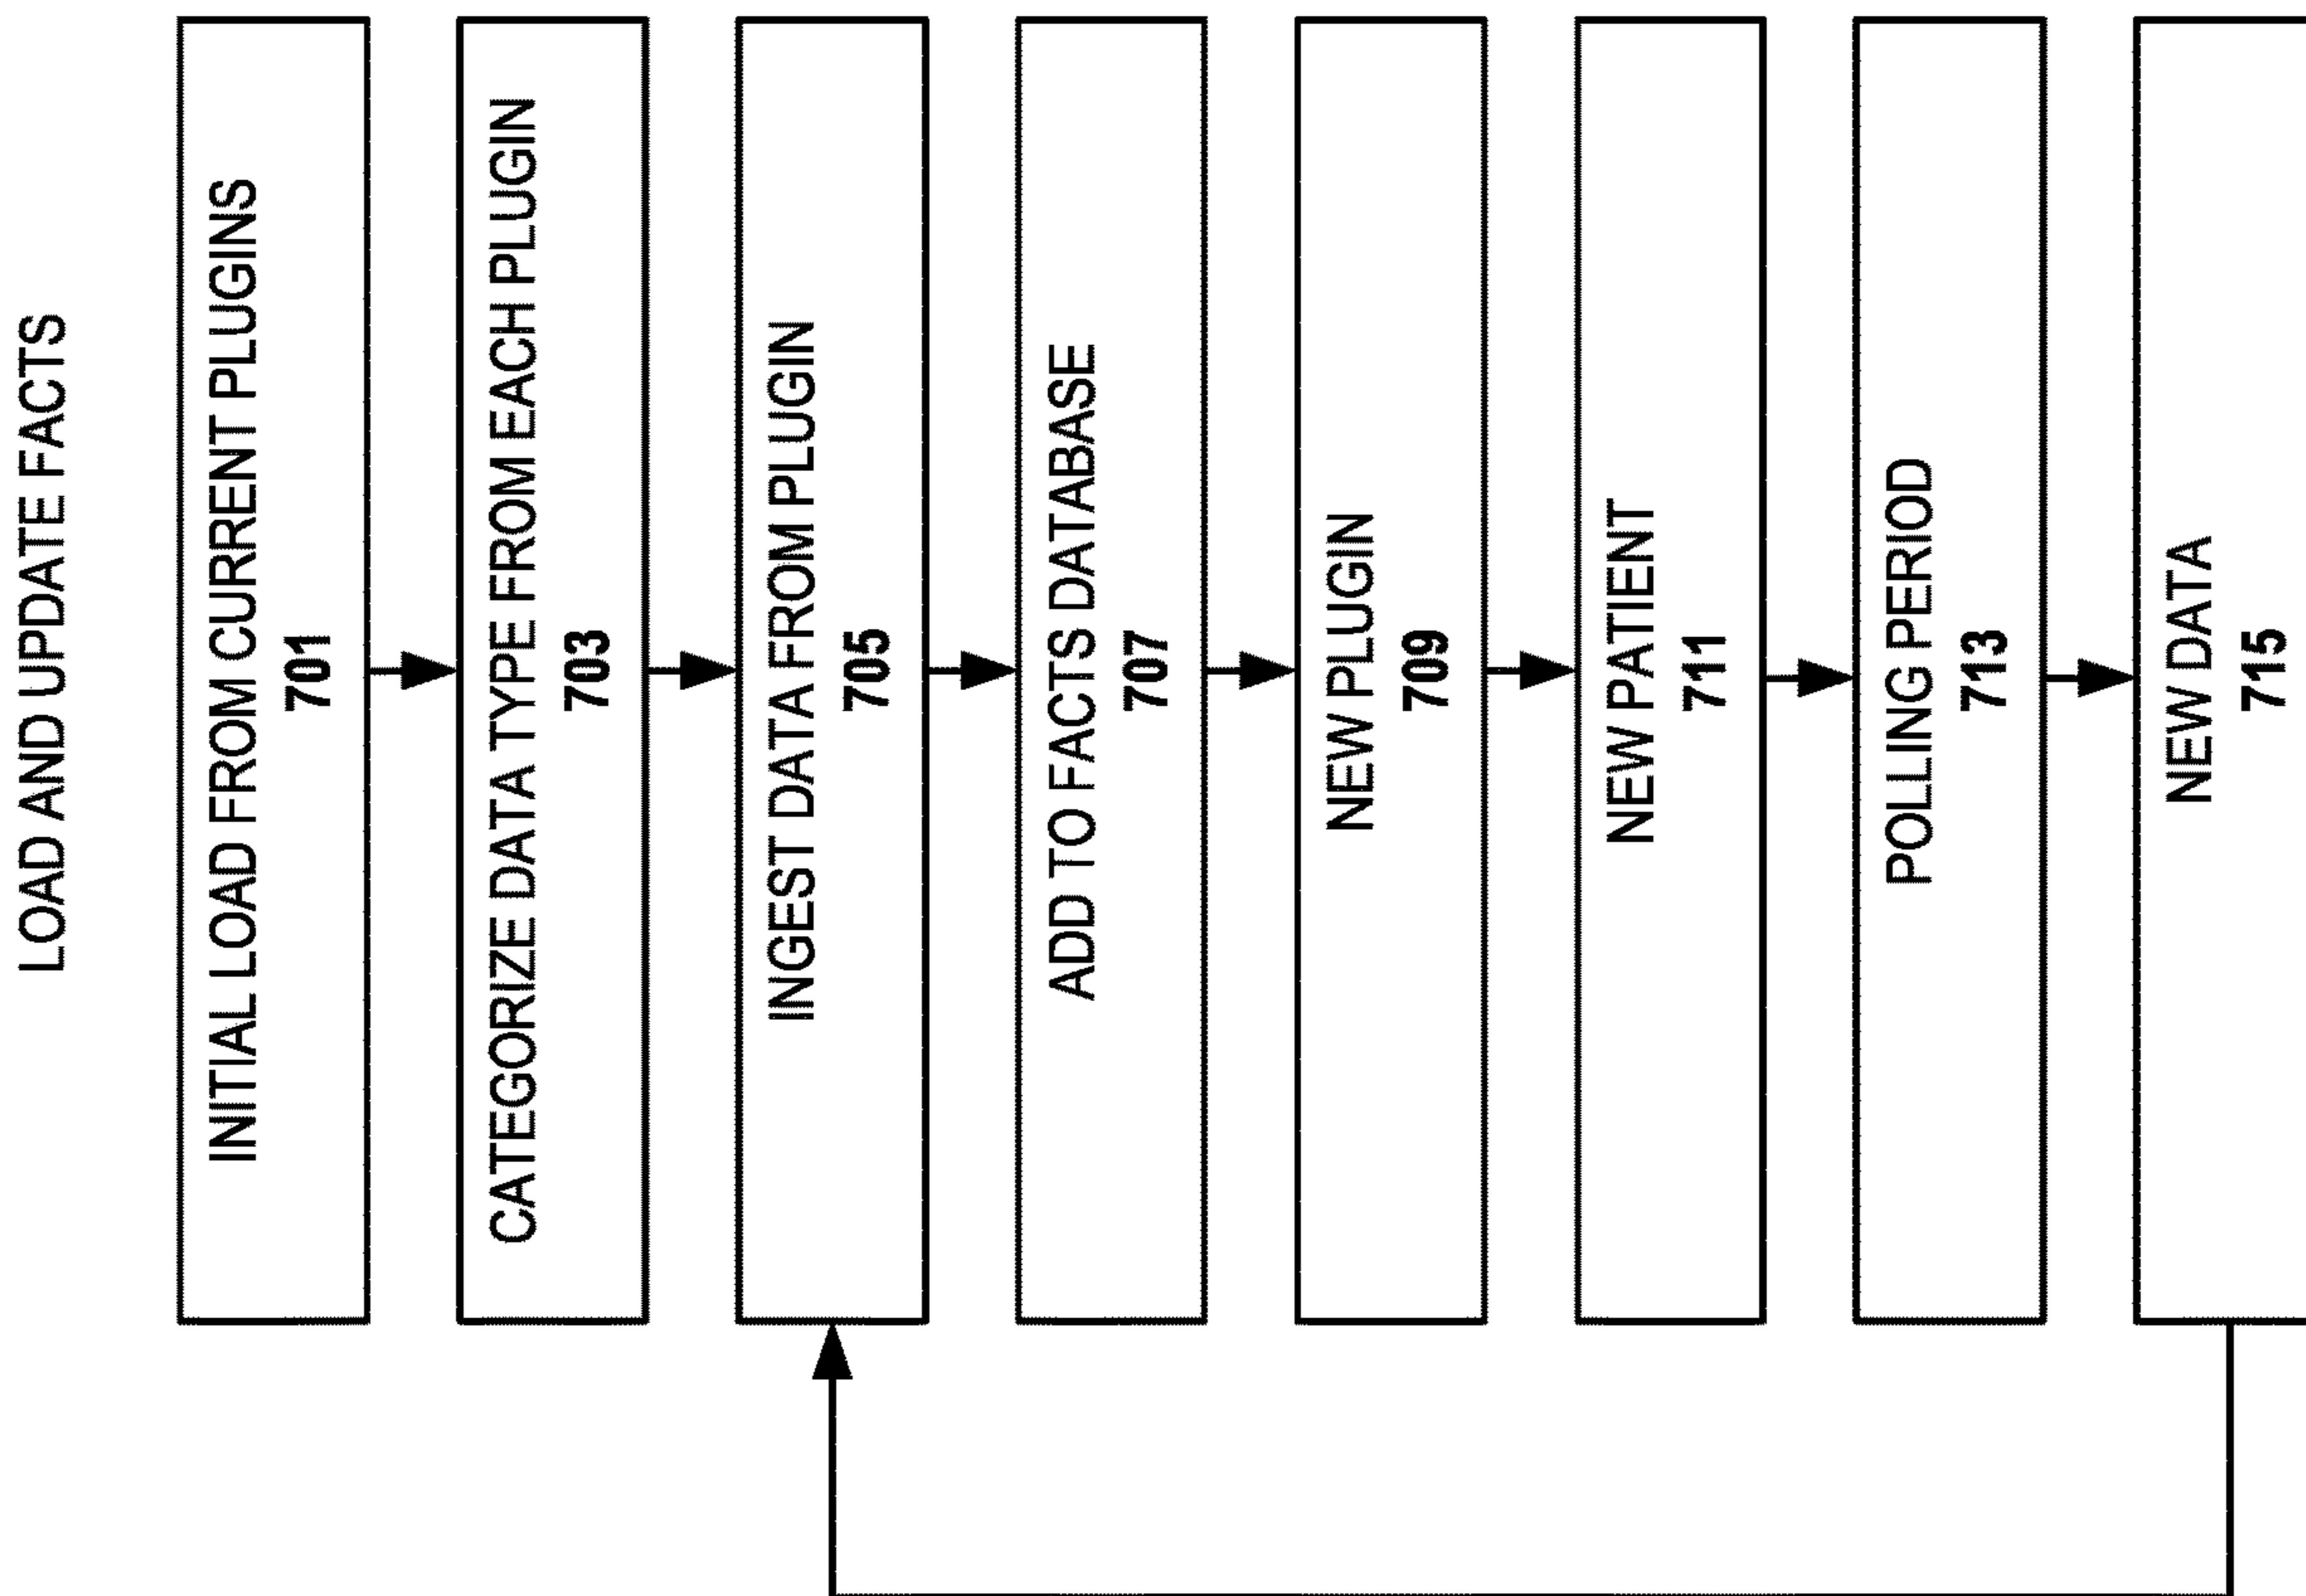 LOAD AND UPDATE FACTS
INITIAL LOAD FROM CURRENT PLUGINS
701
CATEGORIZE DATA TYPE FROM EACH PLUGIN
703
INGEST DATA FROM PLUGIN
705
ADD TO FACTS DATABASE
707
NEW PLUGIN
709
NEW PATIENT
711
POLLING PERIOD
713
NEW DATA
715